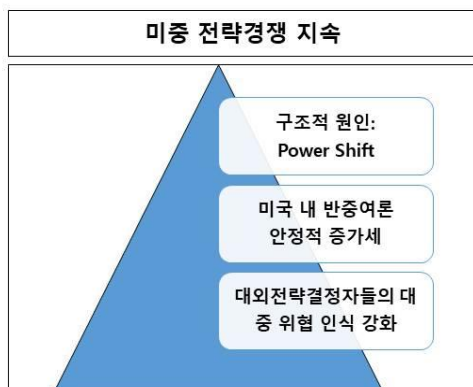 미중 전략경쟁 지속
구조적 원인:
Power Shift
미국 내 반중여론
안정적 증가세
대외전략결정자들의 대
중 위협 인식 강화